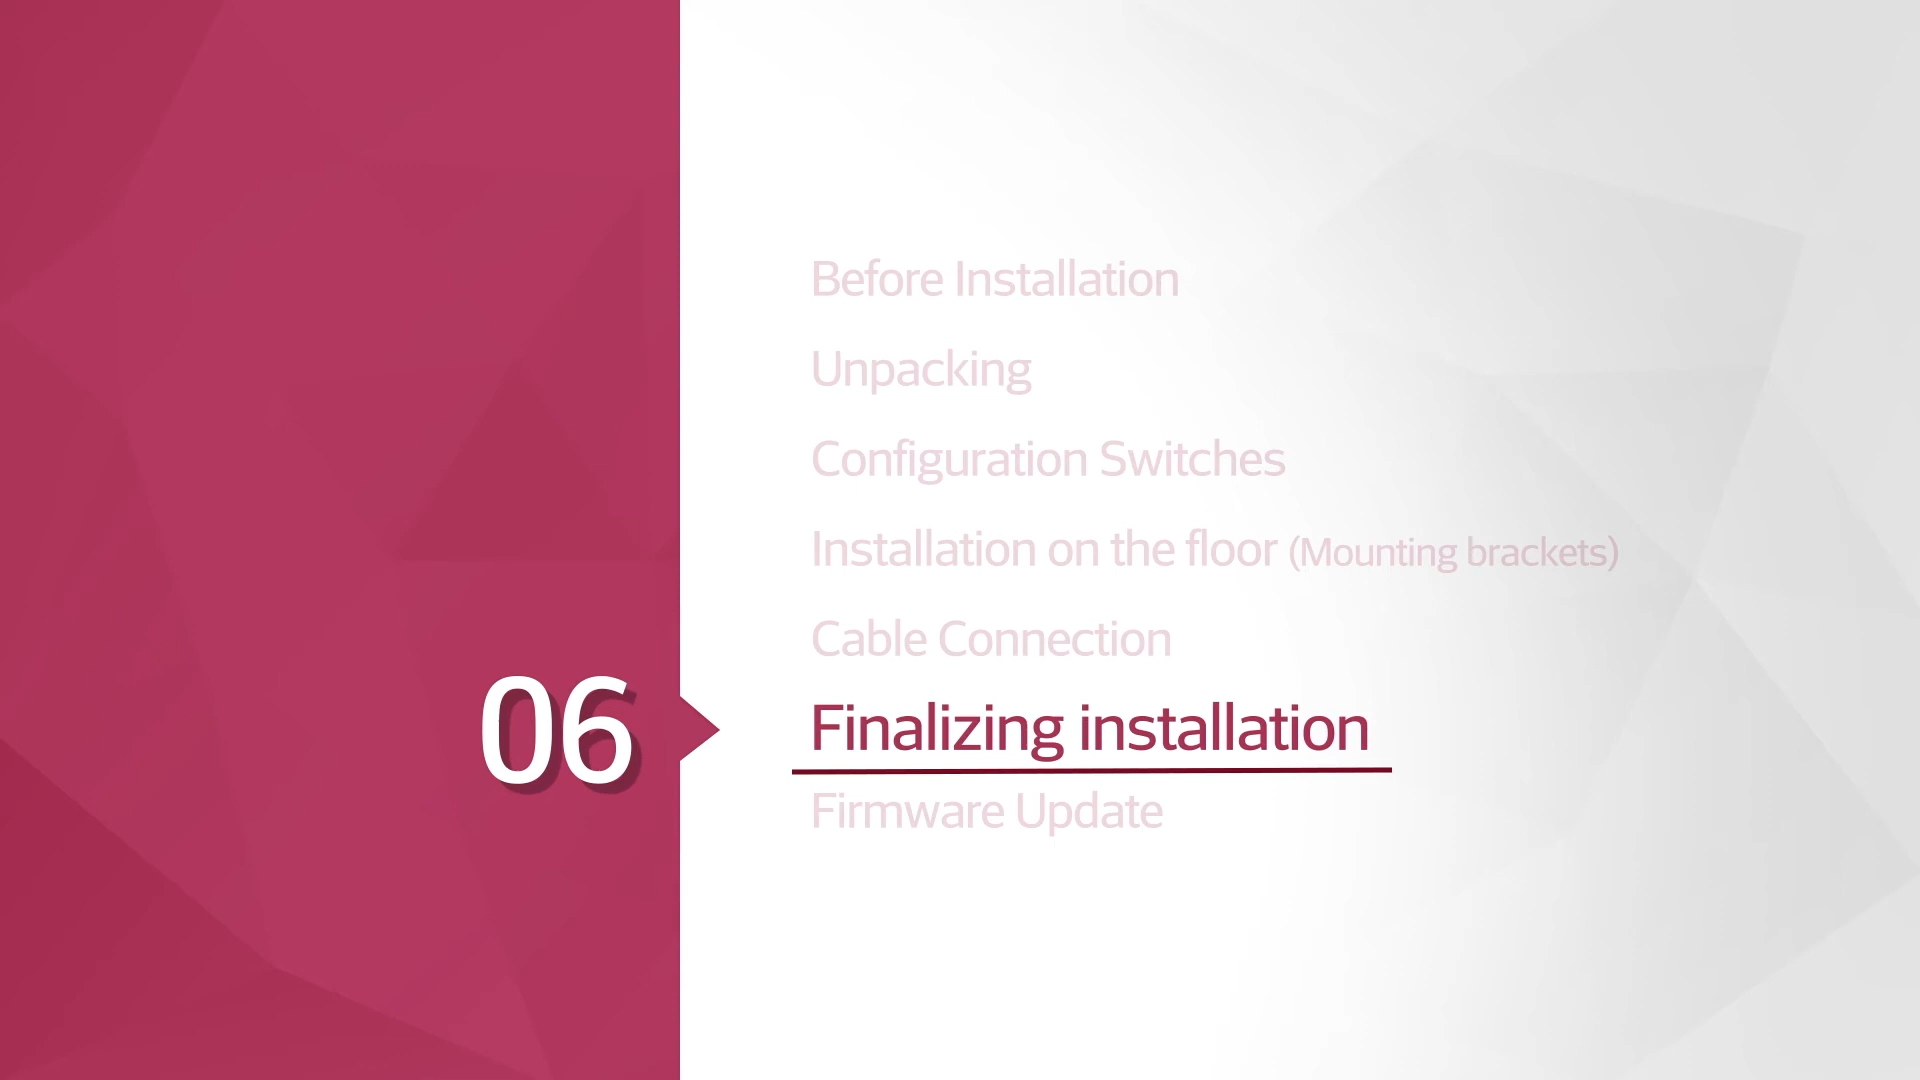 Before Installation
Unpacking
Configuration Switches
Installation on the floor (Mounting brackets)
Cable Connection
06 Finalizing installation
Firmware Update